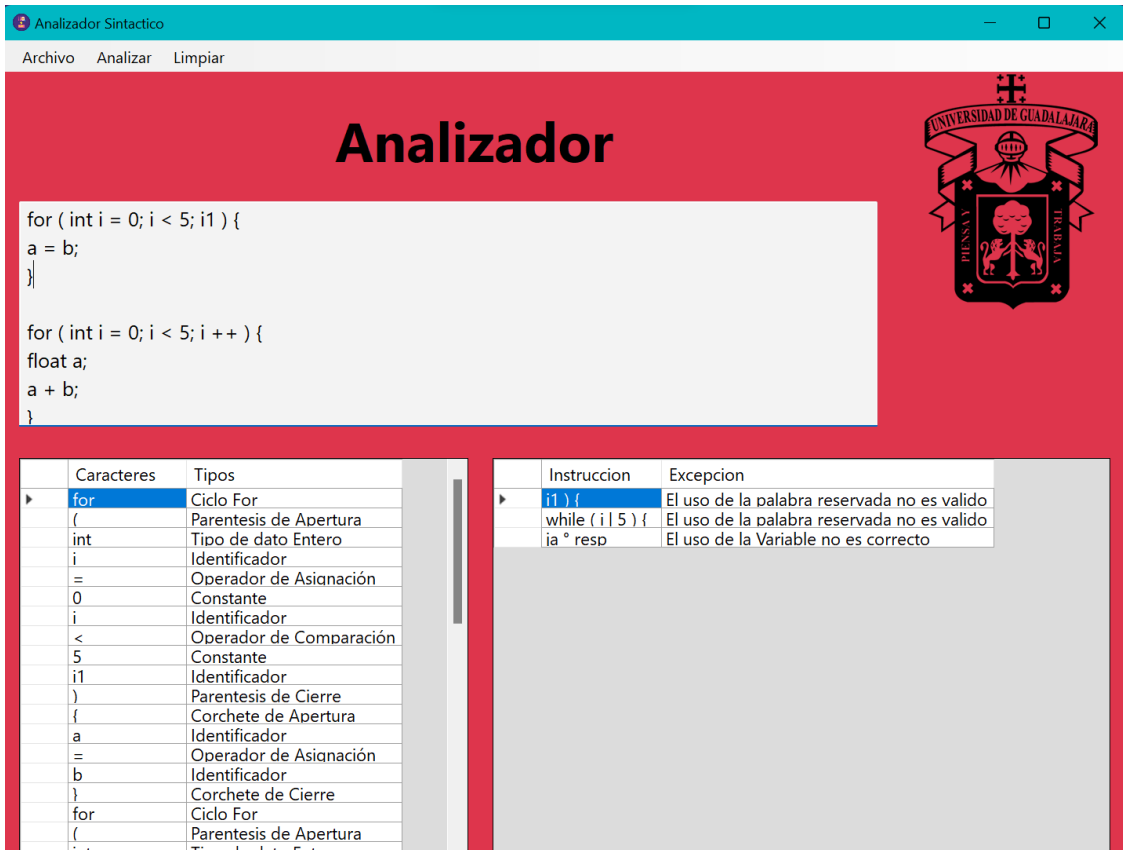 Analizador Sintactico
Archivo Analizar Limpiar
Analizador
UNIVERSIDAD DE GUADALAJARA
PIENSA Y
TRABAJA
for ( int i = 0; i < 5; i1 ) {
a = b;
}
for ( int i = 0; i < 5; i ++ ) {
float a;
a + b;
}
Caracteres Tipos
for Ciclo For
( Parentesis de Apertura
int Tipo de dato Entero
i Identificador
= Operador de Asignación
0 Constante
i Identificador
< Operador de Comparación
5 Constante
i1 Identificador
) Parentesis de Cierre
{ Corchete de Apertura
a Identificador
= Operador de Asignación
b Identificador
} Corchete de Cierre
for Ciclo For
( Parentesis de Apertura
Instruccion Excepcion
i1 ) { El uso de la palabra reservada no es valido
while ( i | 5 ) { El uso de la palabra reservada no es valido
ja ° resp El uso de la Variable no es correcto